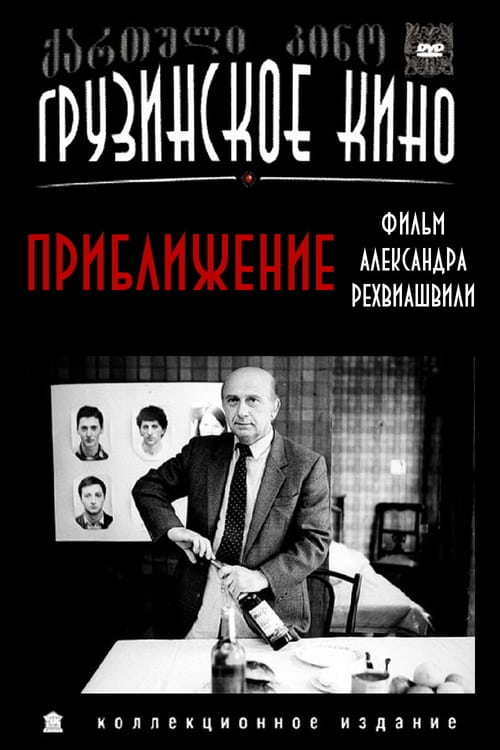 ქართული კინო
DVD
ГРУЗИНСКОЕ КИНО
ПРИБЛИЖЕНИЕ
ФИЛЬМ
АЛЕКСАНДРА
РЕХВИАШВИЛИ
коллекционное издание